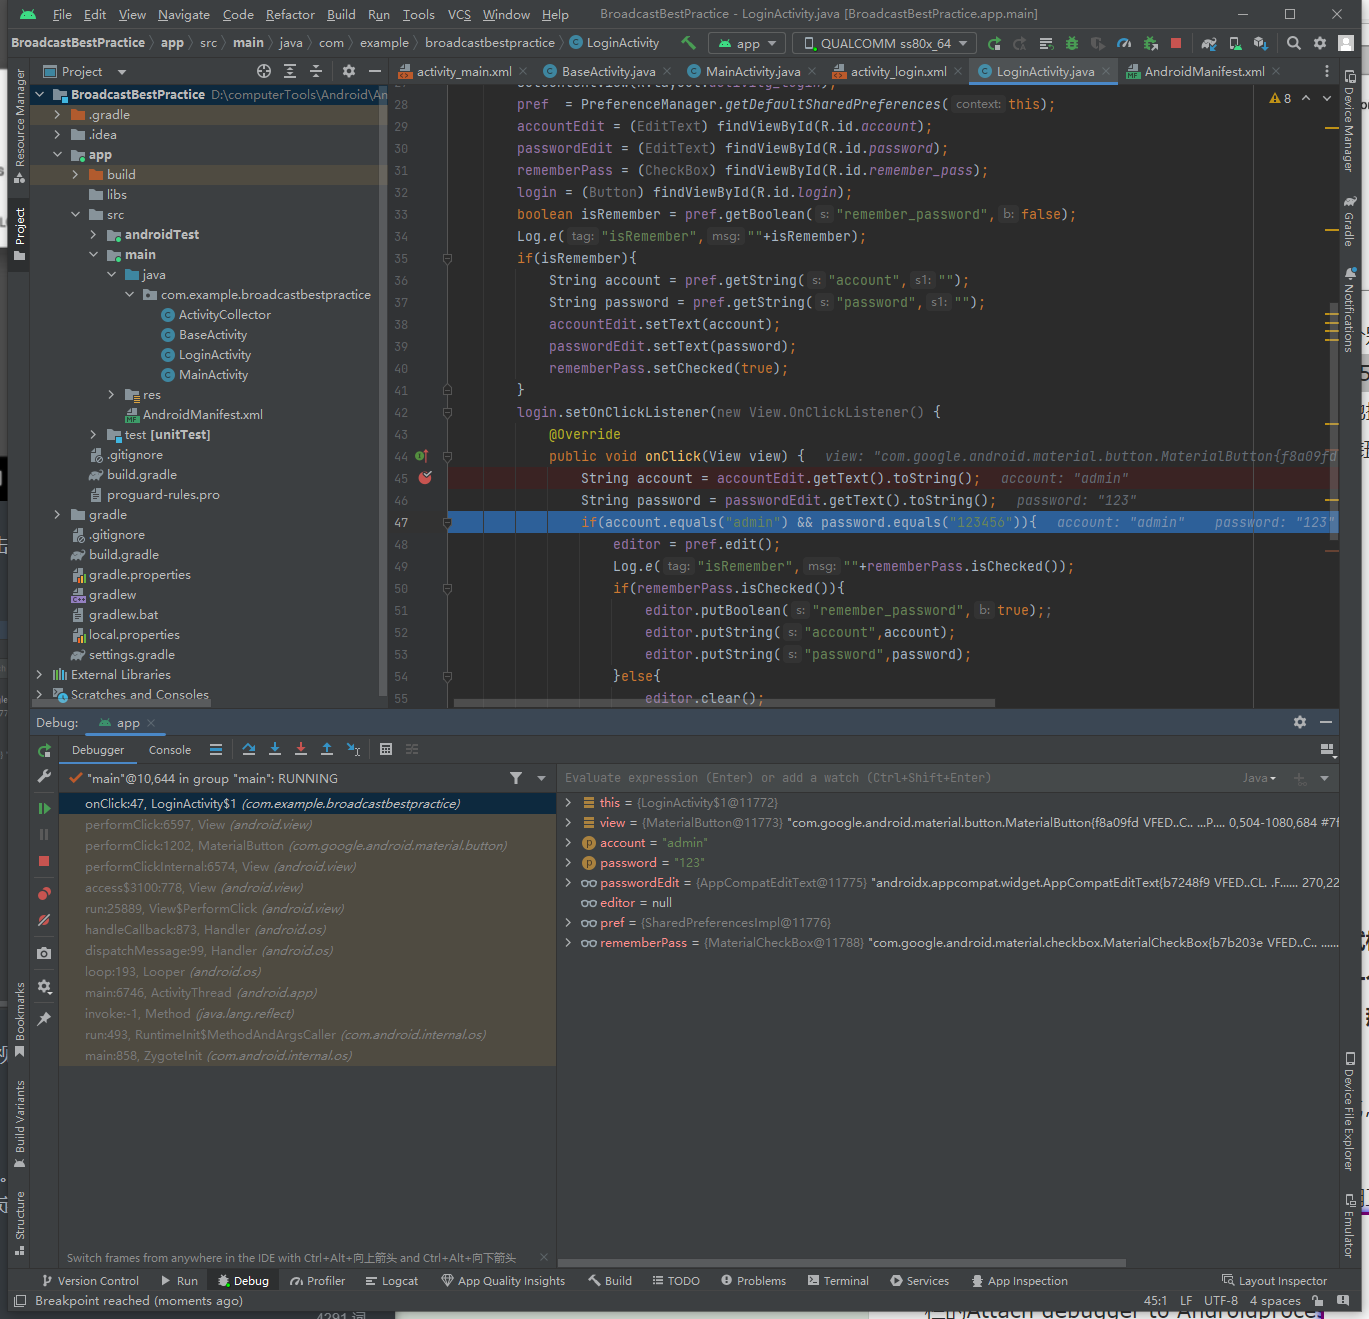 File Edit View Navigate Code Refactor Build Run Tools VCS Window Help BroadcastBestPractice - LoginActivity.java [BroadcastBestPractice.app.main]
BroadcastBestPractice app src main java com example broadcastbestpractice LoginActivity app QUALCOMM ss80x_64
Project
activity_main.xml BaseActivity.java MainActivity.java activity_login.xml LoginActivity.java AndroidManifest.xml
Resource Manager
Project
Bookmarks
Build Variants
Structure
BroadcastBestPractice D:\computerTools\Android\An
.gradle
.idea
app
build
libs
src
androidTest
main
java
com.example.broadcastbestpractice
ActivityCollector
BaseActivity
LoginActivity
MainActivity
res
AndroidManifest.xml
test [unitTest]
.gitignore
build.gradle
proguard-rules.pro
gradle
.gitignore
build.gradle
gradle.properties
gradlew
gradlew.bat
local.properties
settings.gradle
External Libraries
Scratches and Consoles
8
28 pref  = PreferenceManager.getDefaultSharedPreferences( context: this);
29 accountEdit = (EditText) findViewById(R.id.account);
30 passwordEdit = (EditText) findViewById(R.id.password);
31 rememberPass = (CheckBox) findViewById(R.id.remember_pass);
32 login = (Button) findViewById(R.id.login);
33 boolean isRemember = pref.getBoolean( s: "remember_password", b: false);
34 Log.e( tag: "isRemember", msg: ""+isRemember);
35 if(isRemember){
36 String account = pref.getString( s: "account", s1: "");
37 String password = pref.getString( s: "password", s1: "");
38 accountEdit.setText(account);
39 passwordEdit.setText(password);
40 rememberPass.setChecked(true);
41 }
42 login.setOnClickListener(new View.OnClickListener() {
43 @Override
44 public void onClick(View view) { view: "com.google.android.material.button.MaterialButton{f8a09fd
45 String account = accountEdit.getText().toString(); account: "admin"
46 String password = passwordEdit.getText().toString(); password: "123"
47 if(account.equals("admin") && password.equals("123456")){ account: "admin" password: "123"
48 editor = pref.edit();
49 Log.e( tag: "isRemember", msg: ""+rememberPass.isChecked());
50 if(rememberPass.isChecked()){
51 editor.putBoolean( s: "remember_password", b: true);;
52 editor.putString( s: "account",account);
53 editor.putString( s: "password",password);
54 }else{
55 editor.clear();
Device Manager
Gradle
Notifications
Device File Explorer
Emulator
Debug: app
Debugger Console
"main"@10,644 in group "main": RUNNING
onClick:47, LoginActivity$1 (com.example.broadcastbestpractice)
performClick:6597, View (android.view)
performClick:1202, MaterialButton (com.google.android.material.button)
performClickInternal:6574, View (android.view)
access$3100:778, View (android.view)
run:25889, View$PerformClick (android.view)
handleCallback:873, Handler (android.os)
dispatchMessage:99, Handler (android.os)
loop:193, Looper (android.os)
main:6746, ActivityThread (android.app)
invoke:-1, Method (java.lang.reflect)
run:493, RuntimeInit$MethodAndArgsCaller (com.android.internal.os)
main:858, ZygoteInit (com.android.internal.os)
Switch frames from anywhere in the IDE with Ctrl+Alt+向上箭头 and Ctrl+Alt+向下箭头
Evaluate expression (Enter) or add a watch (Ctrl+Shift+Enter) Java
this = {LoginActivity$1@11772}
view = {MaterialButton@11773} "com.google.android.material.button.MaterialButton{f8a09fd VFED..C.. ...P.... 0,504-1080,684 #7f
account = "admin"
password = "123"
passwordEdit = {AppCompatEditText@11775} "androidx.appcompat.widget.AppCompatEditText{b7248f9 VFED..CL. .F...... 270,22
editor = null
pref = {SharedPreferencesImpl@11776}
rememberPass = {MaterialCheckBox@11788} "com.google.android.material.checkbox.MaterialCheckBox{b7b203e VFED..C.. ......
Version Control Run Debug Profiler Logcat App Quality Insights Build TODO Problems Terminal Services App Inspection Layout Inspector
Breakpoint reached (moments ago) 45:1 LF UTF-8 4 spaces